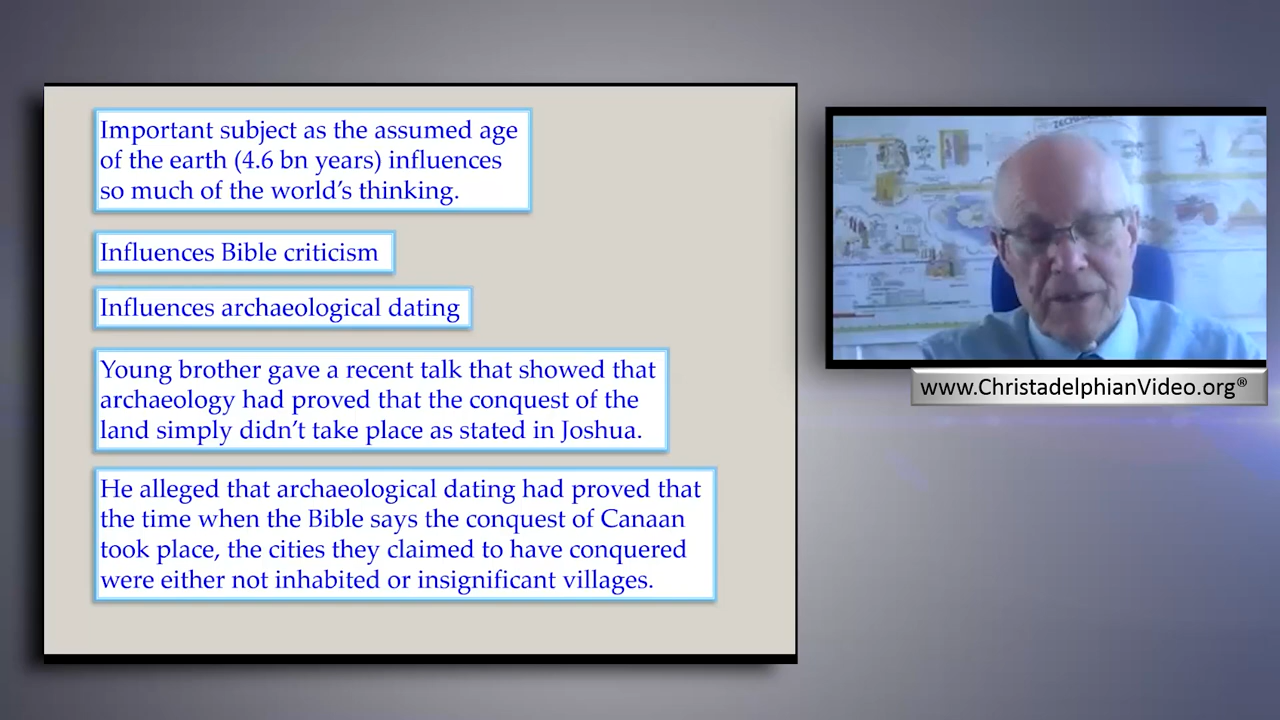 Important subject as the assumed age
of the earth (4.6 bn years) influences
so much of the world's thinking.
Influences Bible criticism
Influences archaeological dating
Young brother gave a recent talk that showed that
archaeology had proved that the conquest of the
land simply didn't take place as stated in Joshua.
He alleged that archaeological dating had proved that
the time when the Bible says the conquest of Canaan
took place, the cities they claimed to have conquered
were either not inhabited or insignificant villages.
www.ChristadelphianVideo.org®